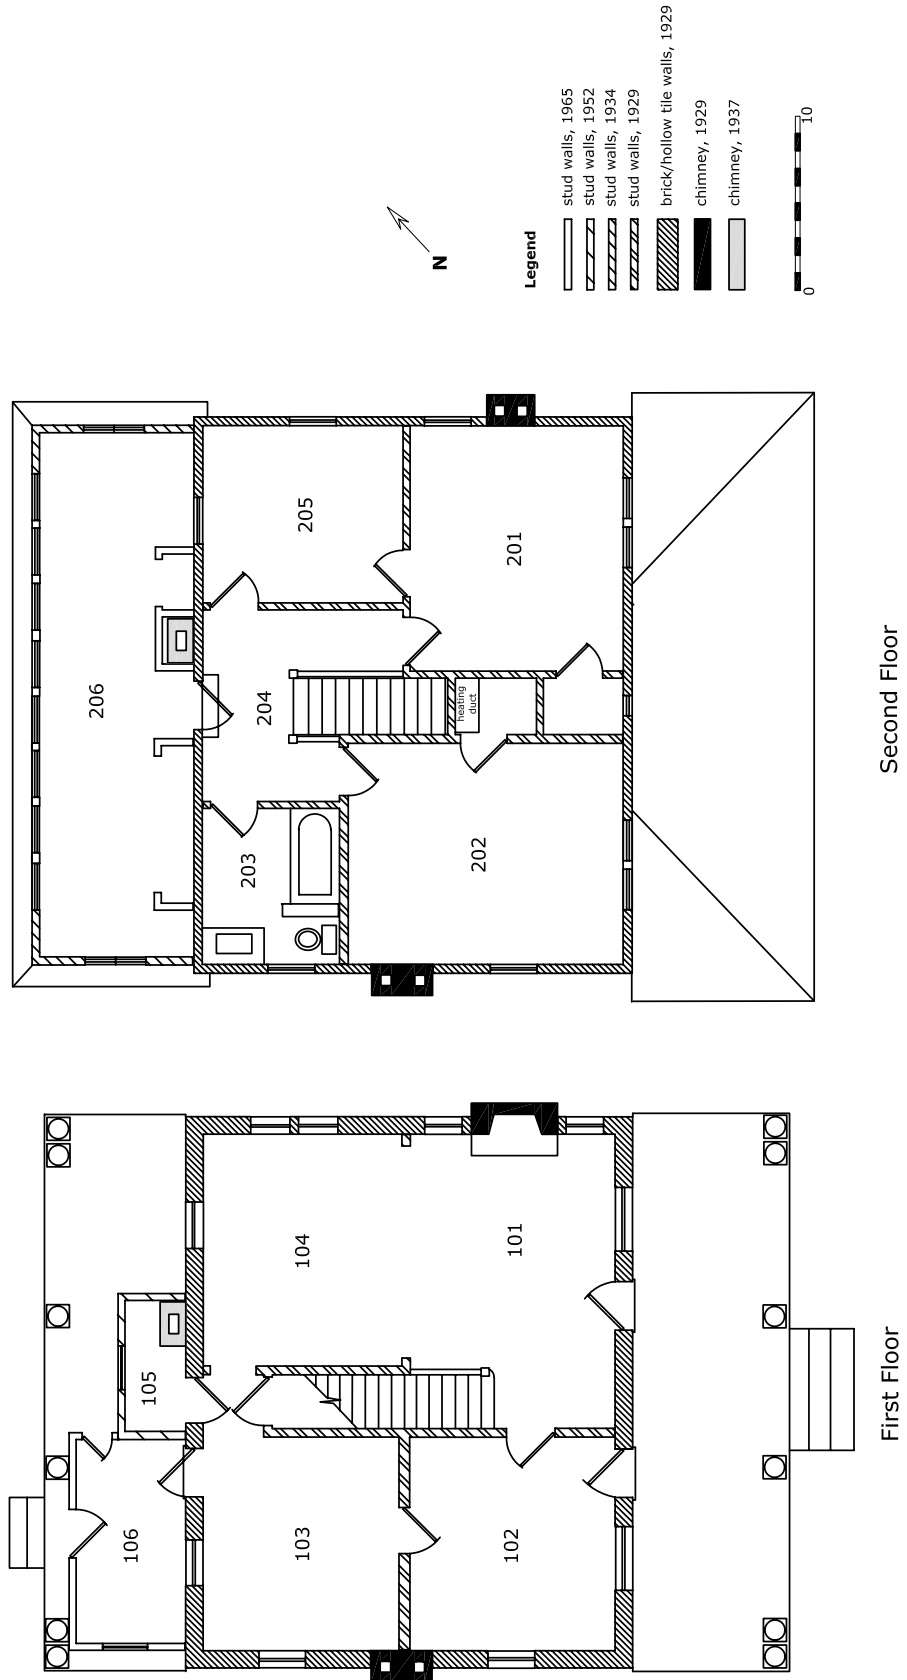 106
105
103
104
102
101
First Floor
206
203
204
205
202
heating
duct
201
Second Floor
N
Legend
stud walls, 1965
stud walls, 1952
stud walls, 1934
stud walls, 1929
brick/hollow tile walls, 1929
chimney, 1929
chimney, 1937
0
10